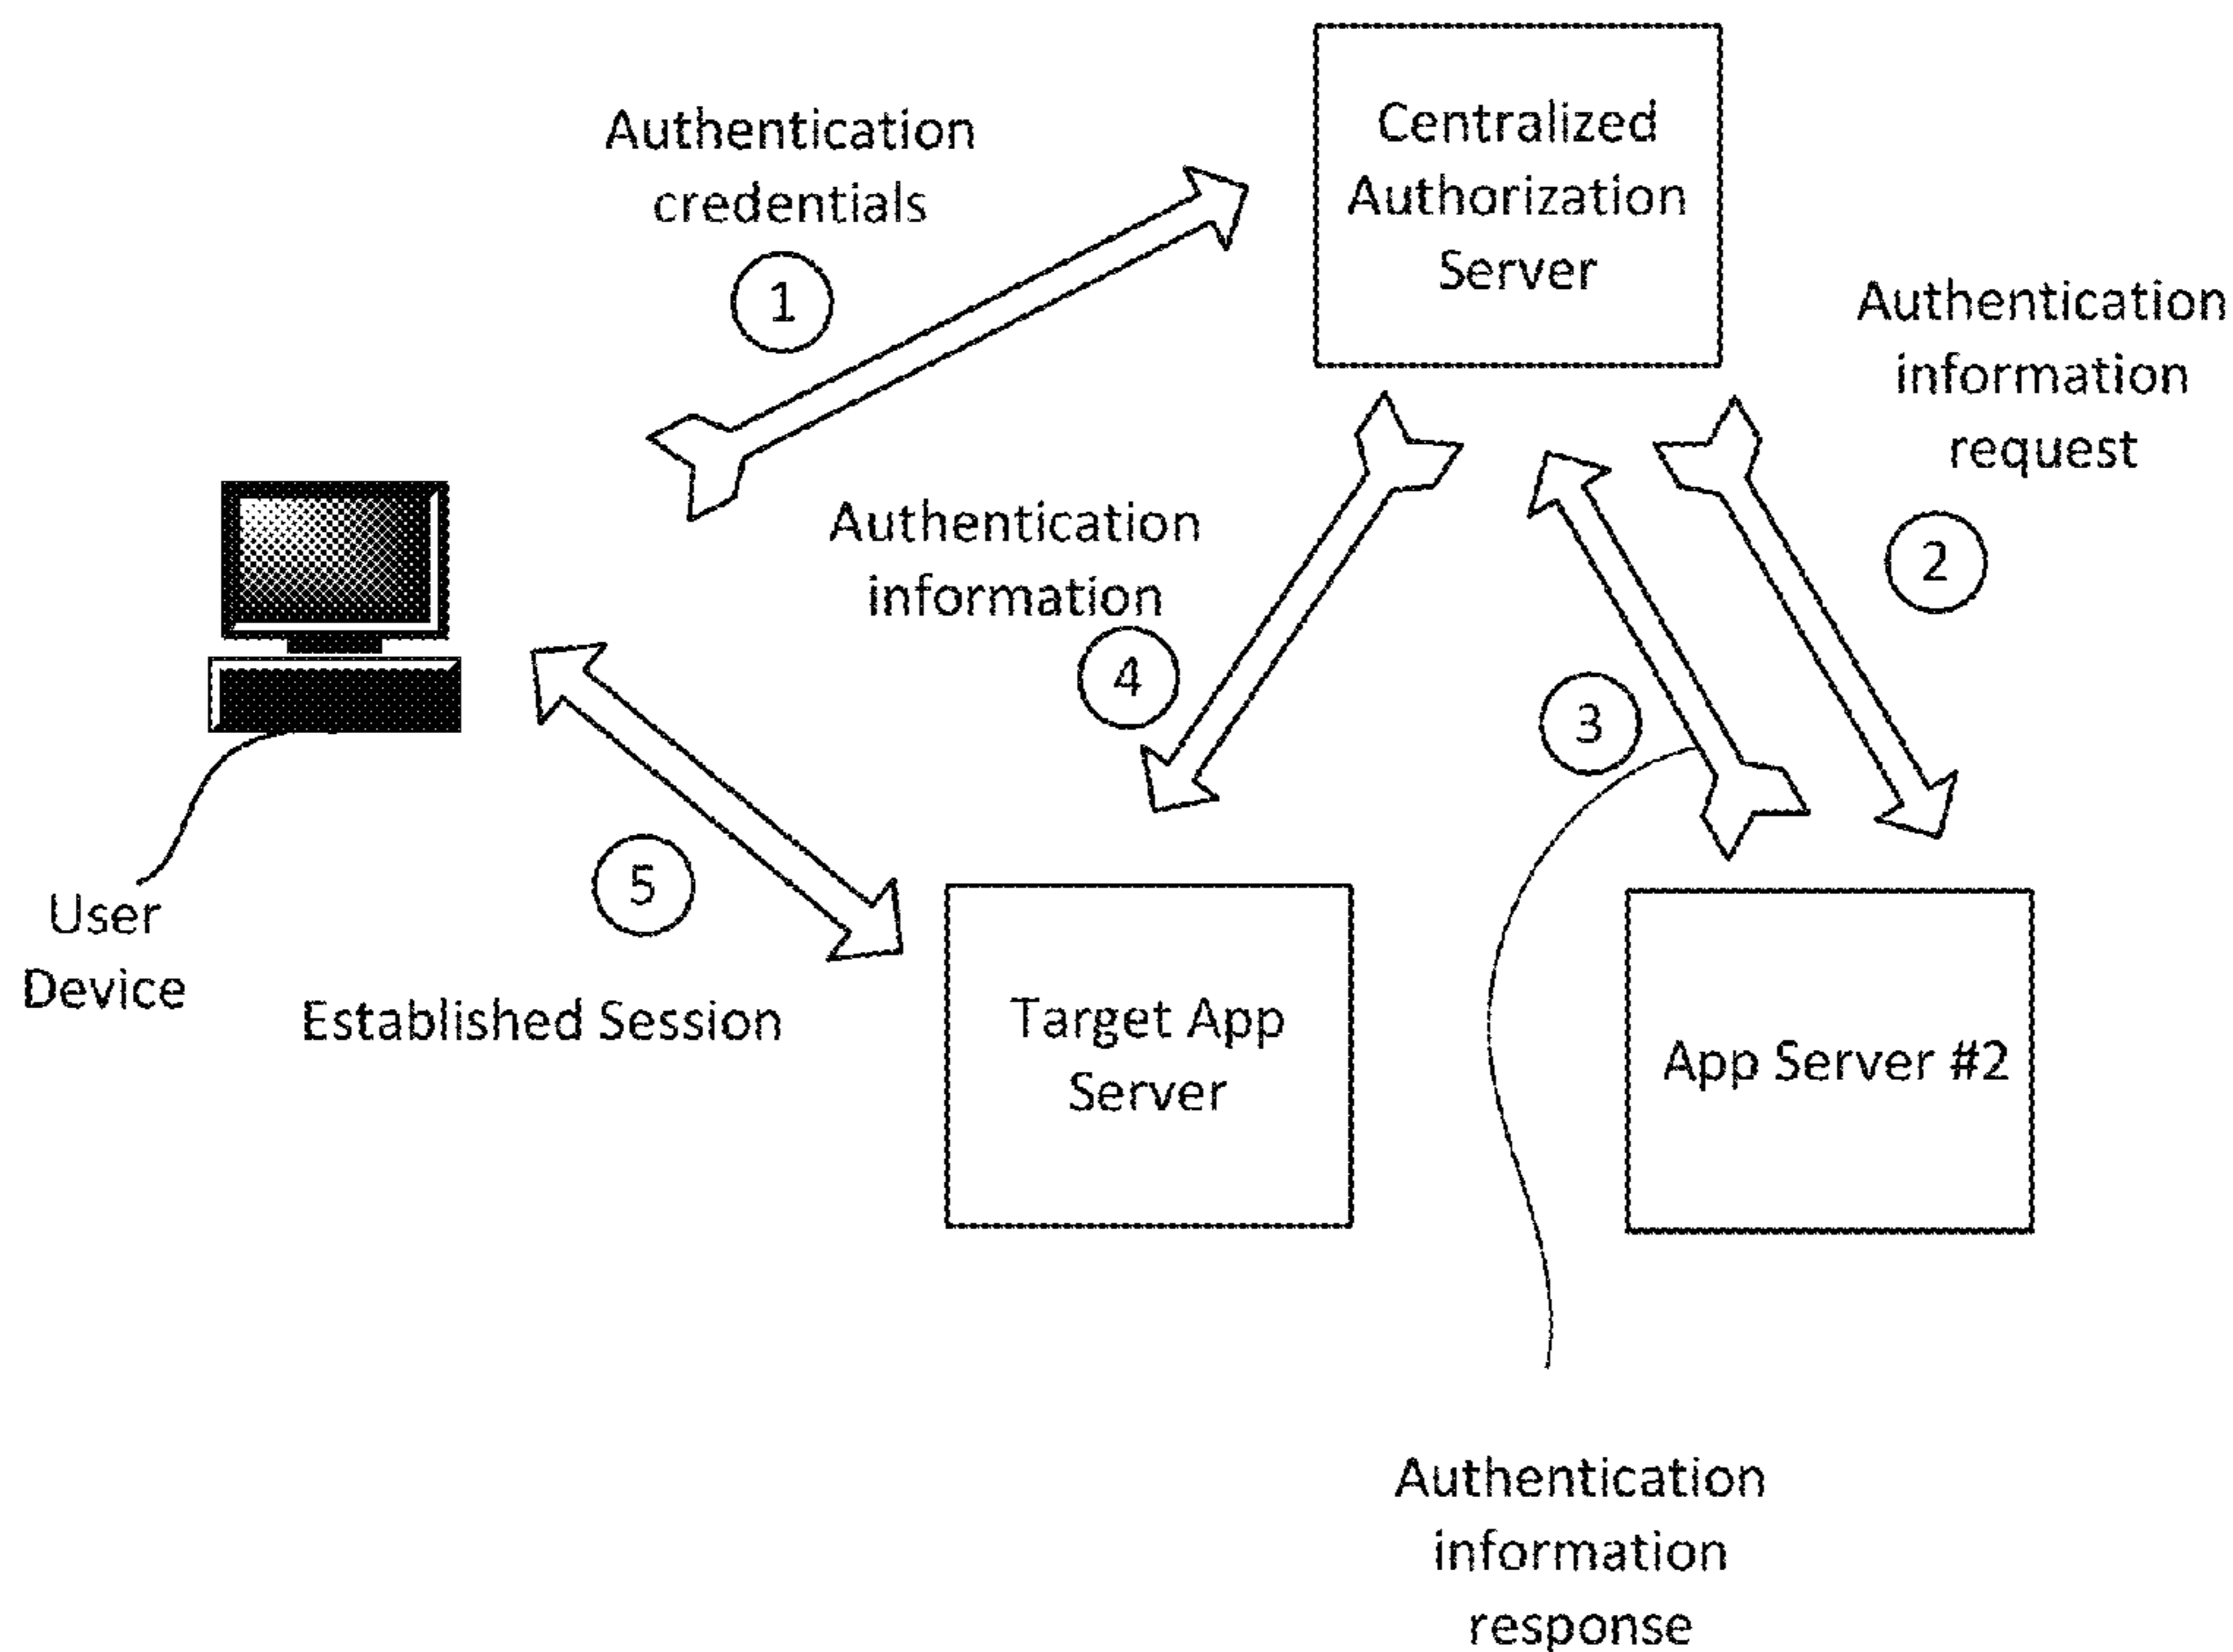 Authentication
credentials
1
Centralized
Authorization
Server
Authentication
information
request
2
Authentication
information
4
3
5
User
Device
Established Session
Target App
Server
App Server #2
Authentication
information
response